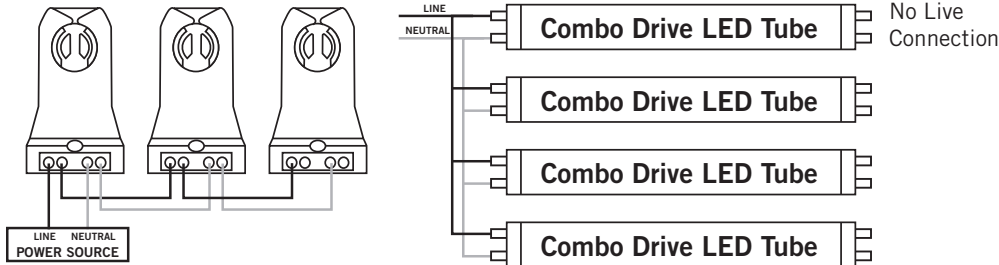 LINE NEUTRAL
POWER SOURCE
LINE
NEUTRAL
Combo Drive LED Tube
No Live
Connection
Combo Drive LED Tube
Combo Drive LED Tube
Combo Drive LED Tube